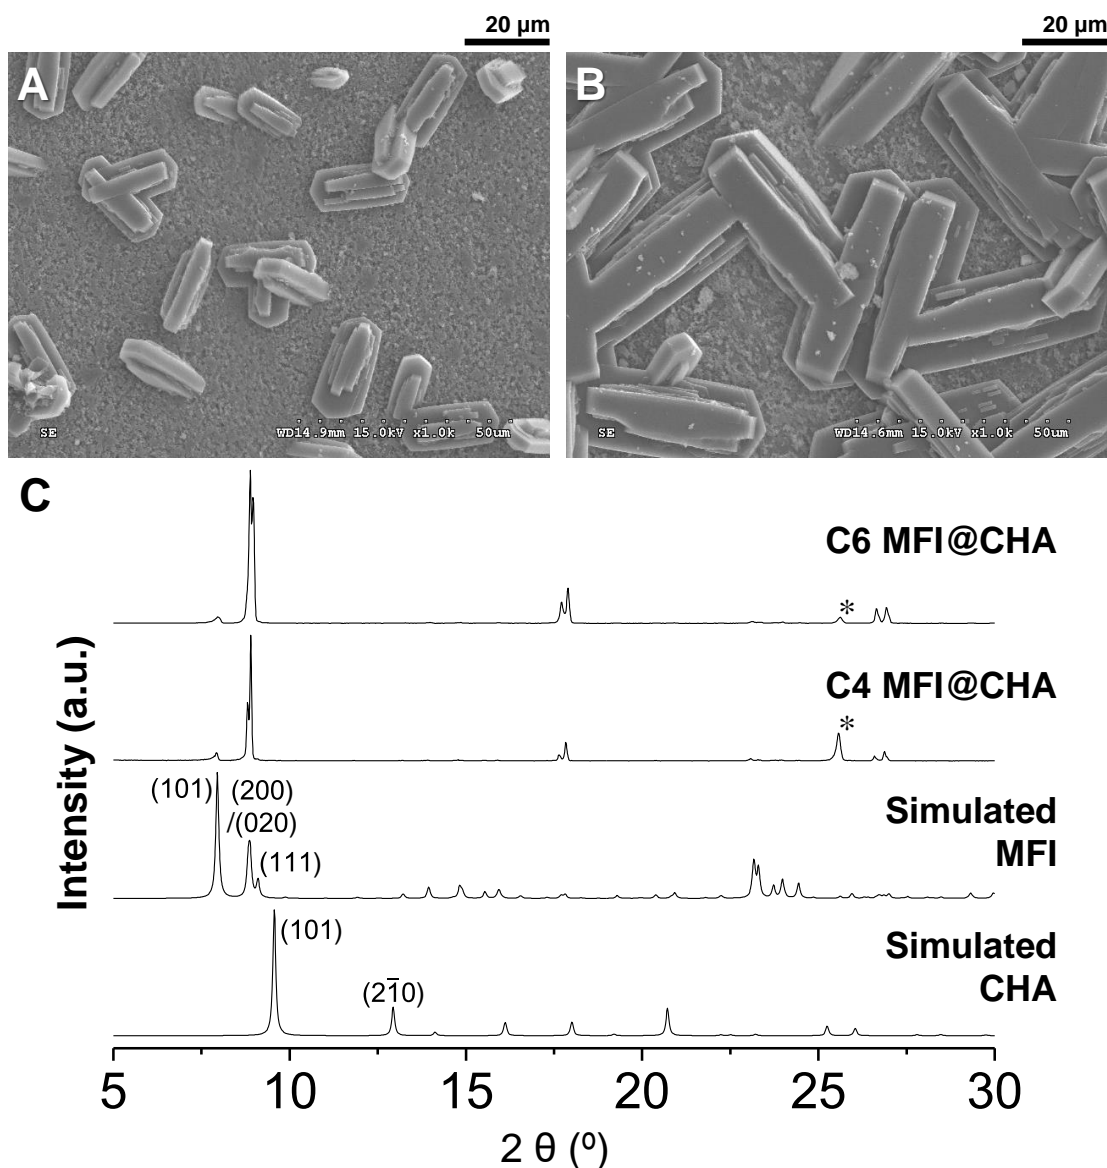 20 µm
20 µm
A
B
SE
WD14.9mm 15.0kV x1.0k 50um
SE
WD14.6mm 15.0kV x1.0k 50um
C
C6 MFI@CHA
*
C4 MFI@CHA
*
Intensity (a.u.)
(101)
(200)
/(020)
(111)
Simulated
MFI
(101)
(21̅0)
Simulated
CHA
5
10
15
20
25
30
2 θ (º)